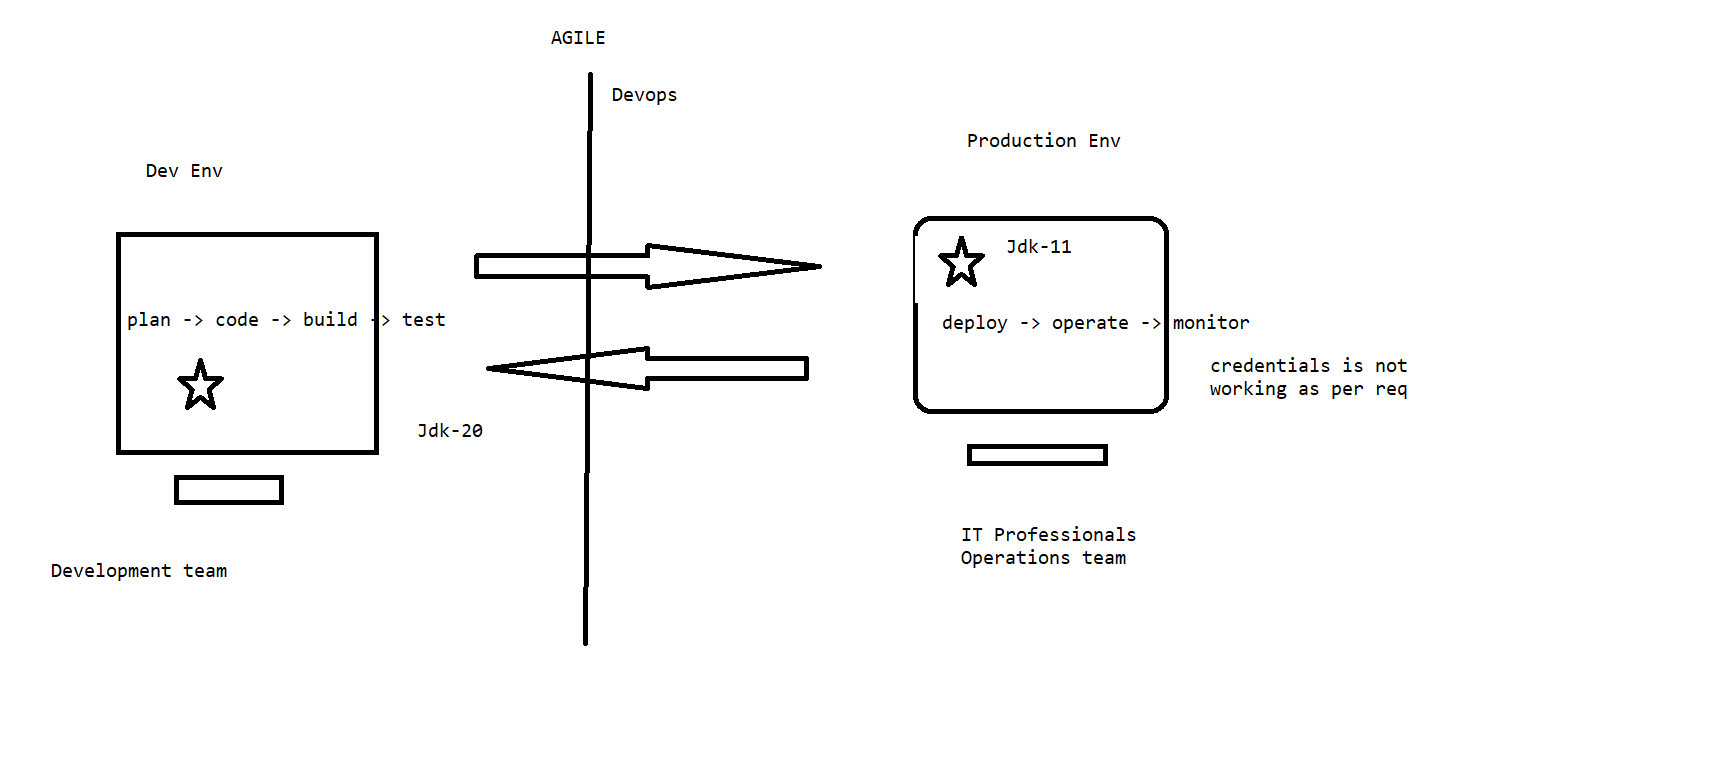 AGILE
Devops
Production Env
Dev Env
Jdk-11
plan -> code -> build -> test
deploy -> operate -> monitor
credentials is not
working as per req
Jdk-20
IT Professionals
Operations team
Development team